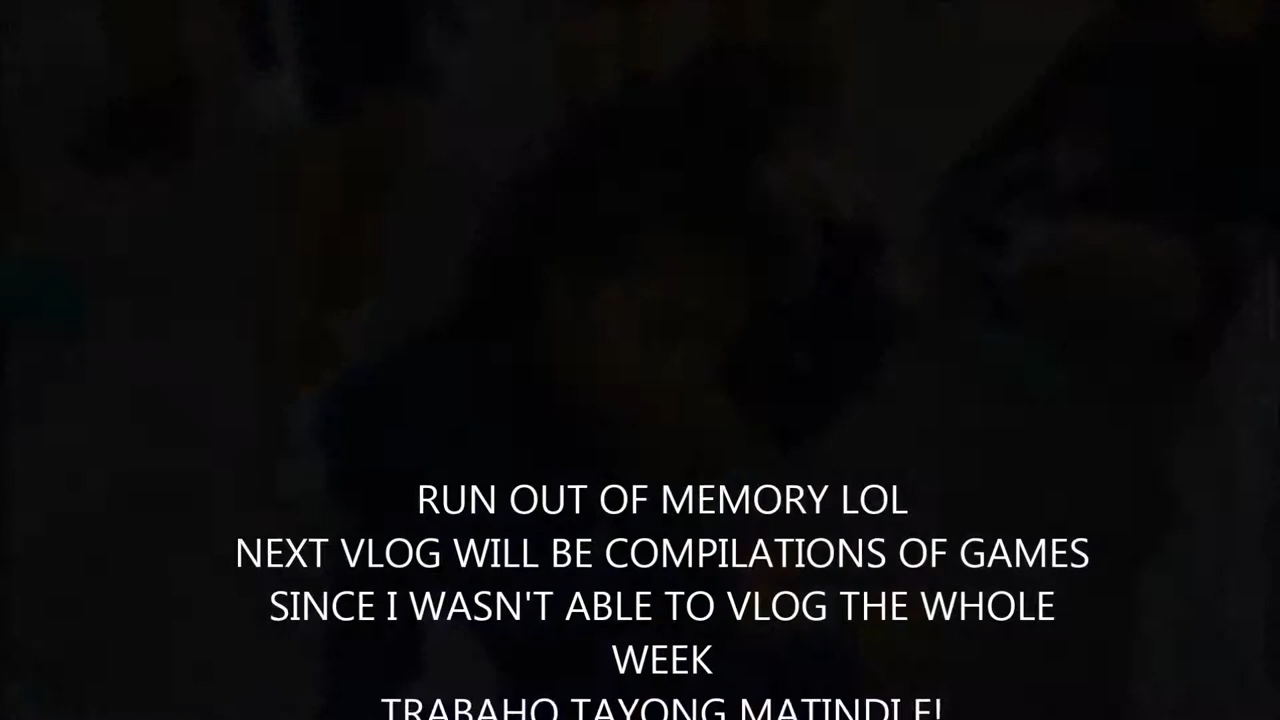 RUN OUT OF MEMORY LOL
NEXT VLOG WILL BE COMPILATIONS OF GAMES
SINCE I WASN'T ABLE TO VLOG THE WHOLE
WEEK
TRABAHO TAYONG MATINDI E!